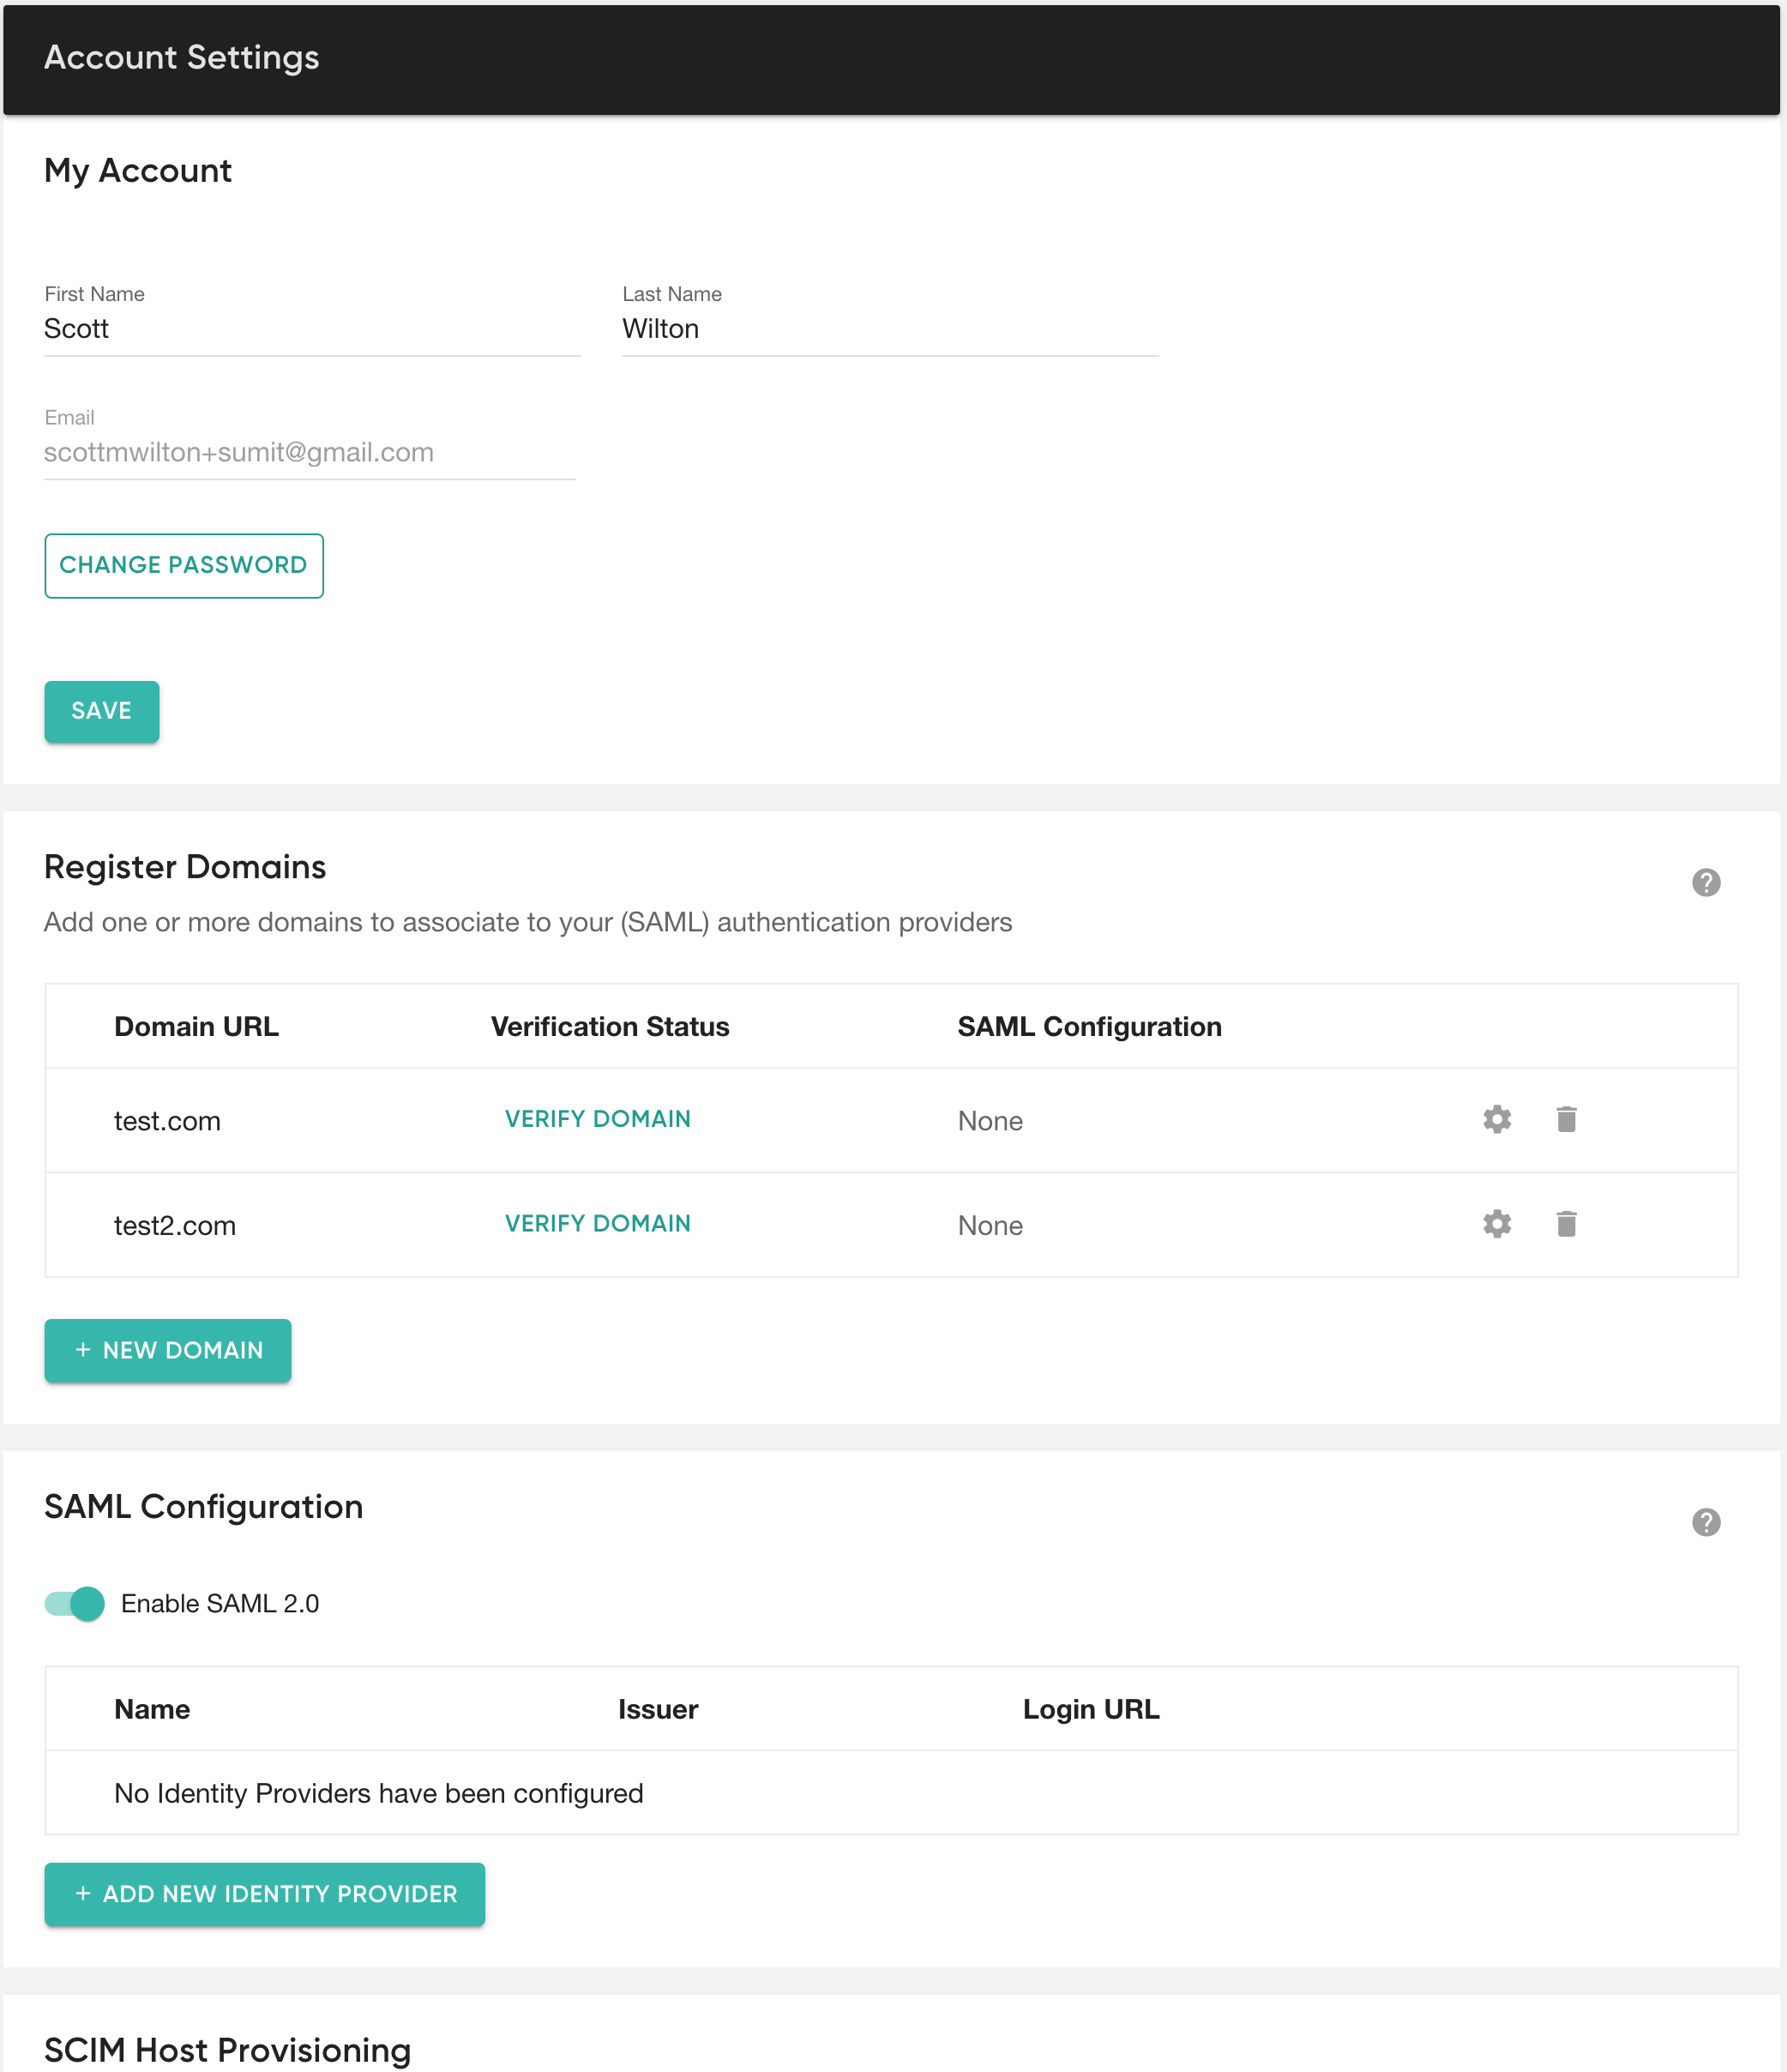 Account Settings
My Account
First Name
Last Name
Scott
Wilton
Email
scottmwilton+sumit@gmail.com
CHANGE PASSWORD
SAVE
Register Domains
?
Add one or more domains to associate to your (SAML) authentication providers
Domain URL
Verification Status
SAML Configuration
test.com
VERIFY DOMAIN
None
test2.com
VERIFY DOMAIN
None
+ NEW DOMAIN
SAML Configuration
?
Enable SAML 2.0
Name
Issuer
Login URL
No Identity Providers have been configured
+ ADD NEW IDENTITY PROVIDER
SCIM Host Provisioning